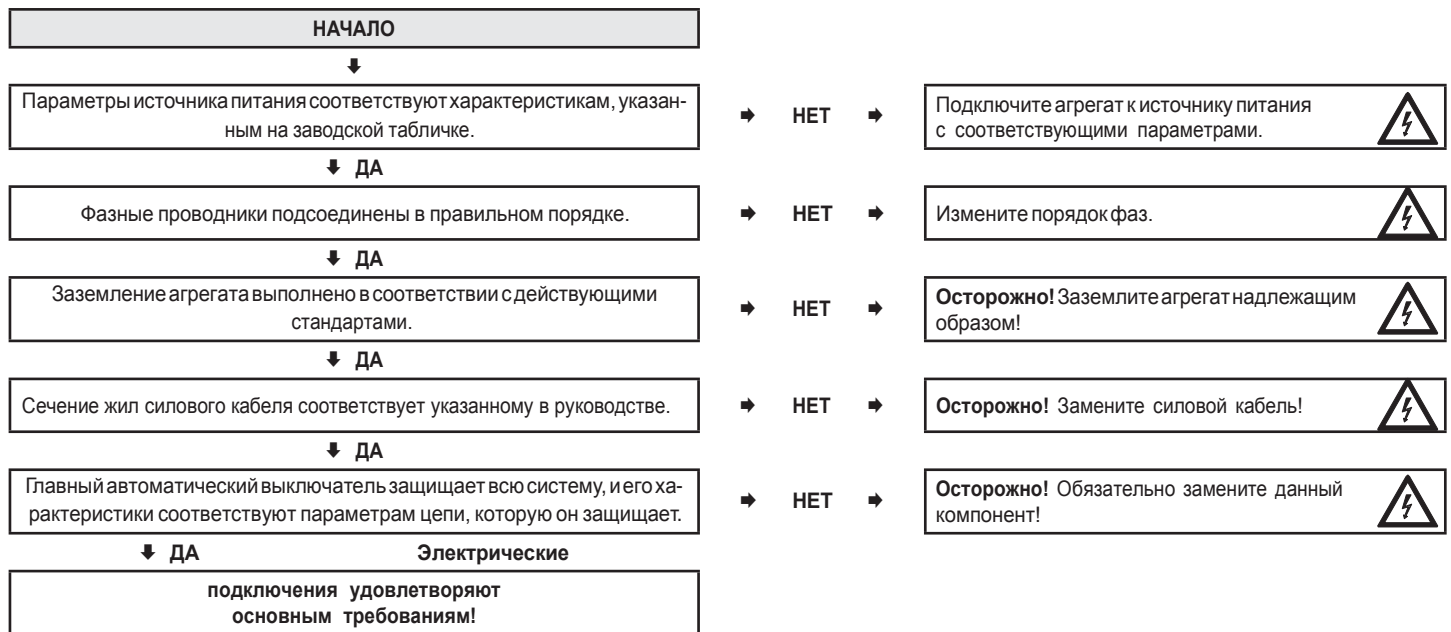 НАЧАЛО
Параметры источника питания соответствуют характеристикам, указан-
ным на заводской табличке.
НЕТ
Подключите агрегат к источнику питания
с соответствующими параметрами.
ДА
Фазные проводники подсоединены в правильном порядке.
НЕТ
Измените порядок фаз.
ДА
Заземление агрегата выполнено в соответствии с действующими
стандартами.
НЕТ
Осторожно! Заземлите агрегат надлежащим
образом!
ДА
Сечение жил силового кабеля соответствует указанному в руководстве.
НЕТ
Осторожно! Замените силовой кабель!
ДА
Главный автоматический выключатель защищает всю систему, и его ха-
рактеристики соответствуют параметрам цепи, которую он защищает.
НЕТ
Осторожно! Обязательно замените данный
компонент!
ДА Электрические
подключения удовлетворяют
основным требованиям!